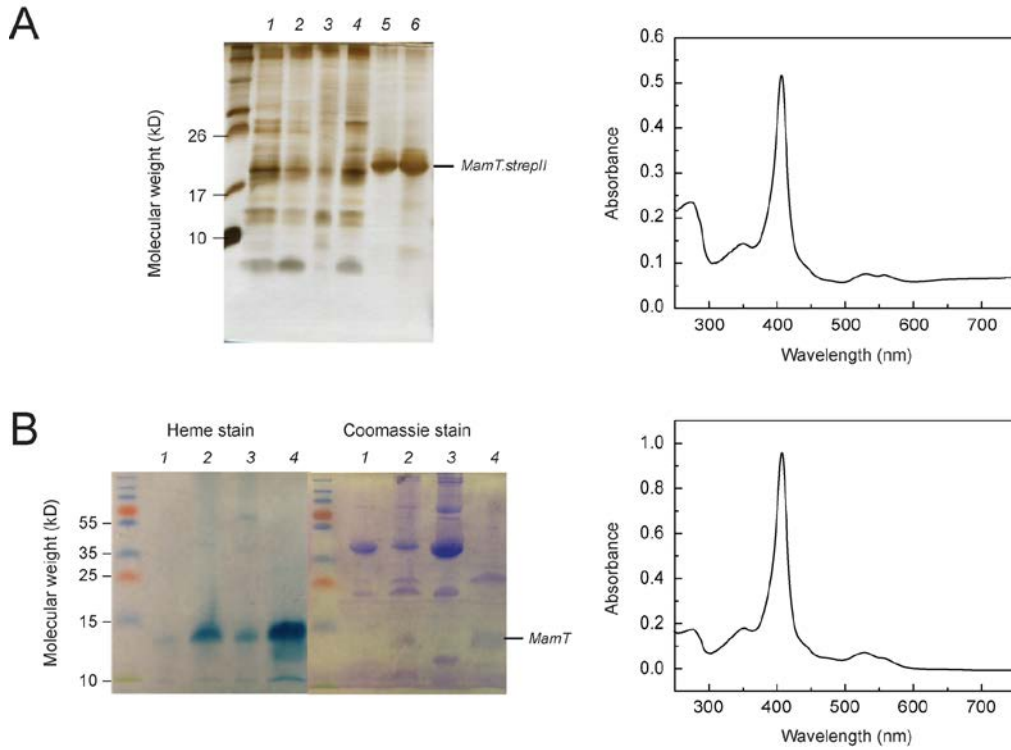 A
1 2 3 4 5 6
Molecular weight (kD)
26
17
10
MamT.strepII
Absorbance
0.6
0.5
0.4
0.3
0.2
0.1
0.0
300 400 500 600 700
Wavelength (nm)
B
Heme stain
Coomassie stain
1 2 3 4 1 2 3 4
Molecular weight (kD)
55
35
25
15
10
MamT
Absorbance
1.0
0.8
0.6
0.4
0.2
0.0
300 400 500 600 700
Wavelength (nm)